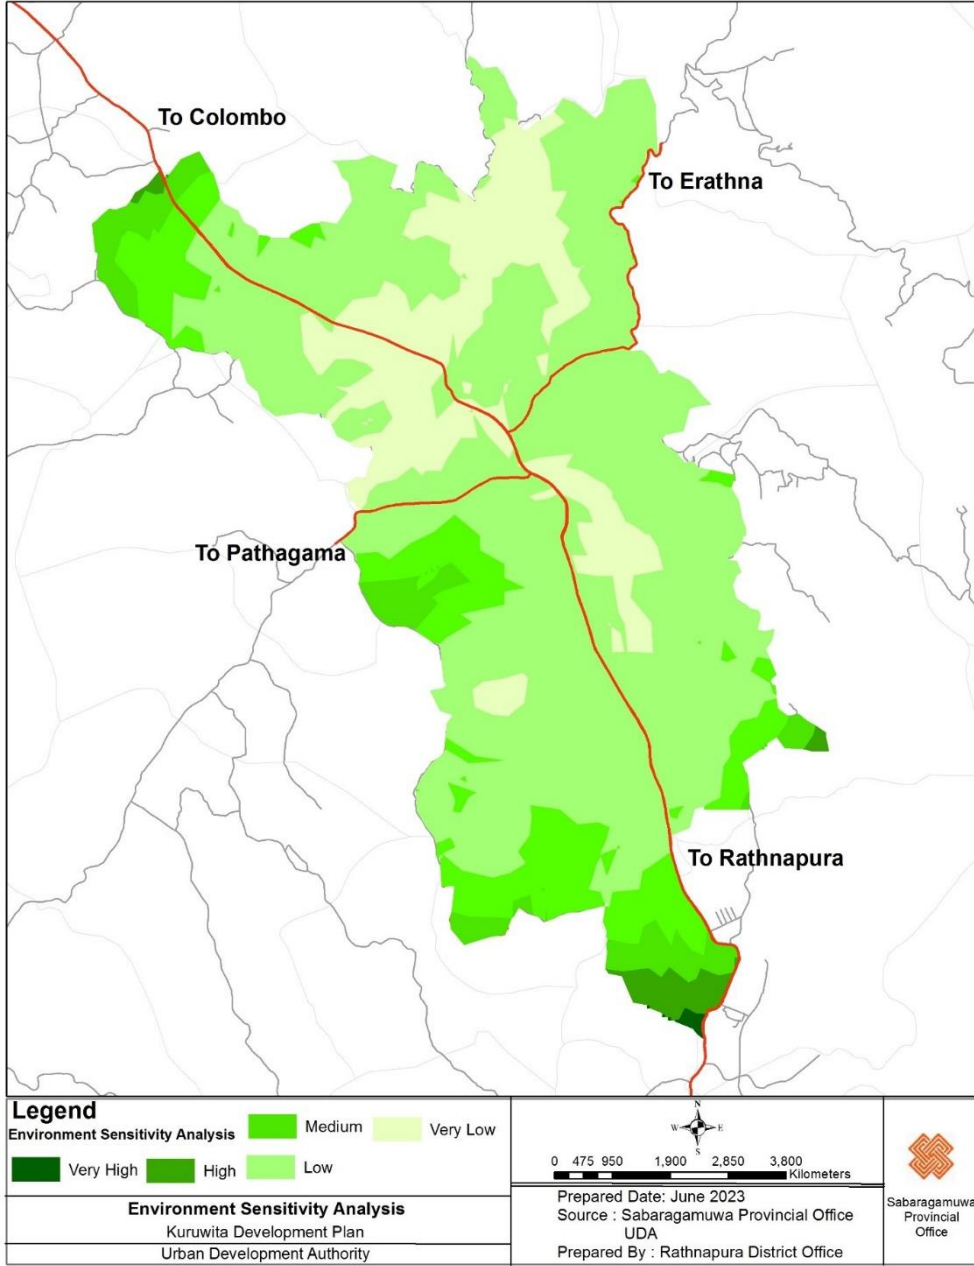 To Colombo
To Erathna
To Pathagama
To Rathnapura
Legend
Environment Sensitivity Analysis
Medium
Very Low
Very High
High
Low
Environment Sensitivity Analysis
Kuruwita Development Plan
Urban Development Authority
N
W E
S
0 475 950 1,900 2,850 3,800
Kilometers
Prepared Date: June 2023
Source : Sabaragamuwa Provincial Office
UDA
Prepared By : Rathnapura District Office
Sabaragamuwa
Provincial
Office